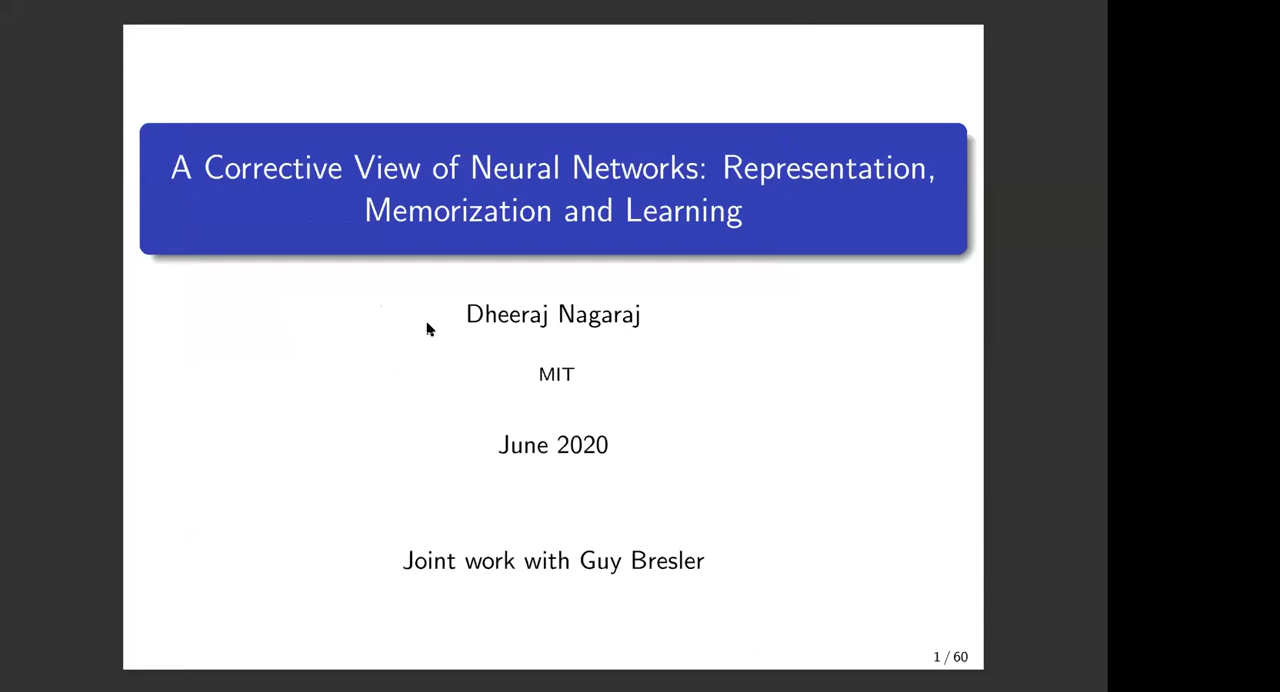 A Corrective View of Neural Networks: Representation,
Memorization and Learning
Dheeraj Nagaraj
MIT
June 2020
Joint work with Guy Bresler
1 / 60